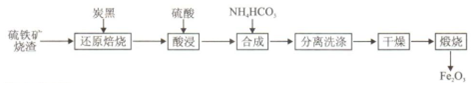 炭黑 硫酸 NH₄HCO₃
硫铁矿
烧渣
还原焙烧 酸浸 合成 分离洗涤 干燥 煅烧
Fe₂O₃